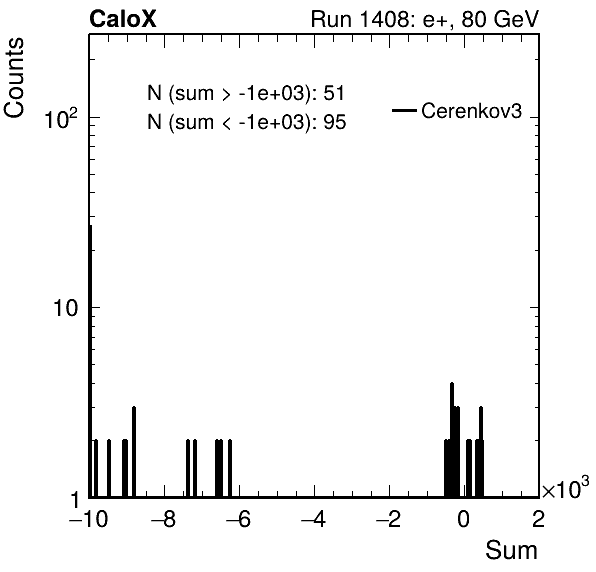 CaloX Run 1408: e+, 80 GeV
Counts
N (sum > -1e+03): 51
N (sum < -1e+03): 95
Cerenkov3
10²
10
1
−10 −8 −6 −4 −2 0 2
×10³
Sum